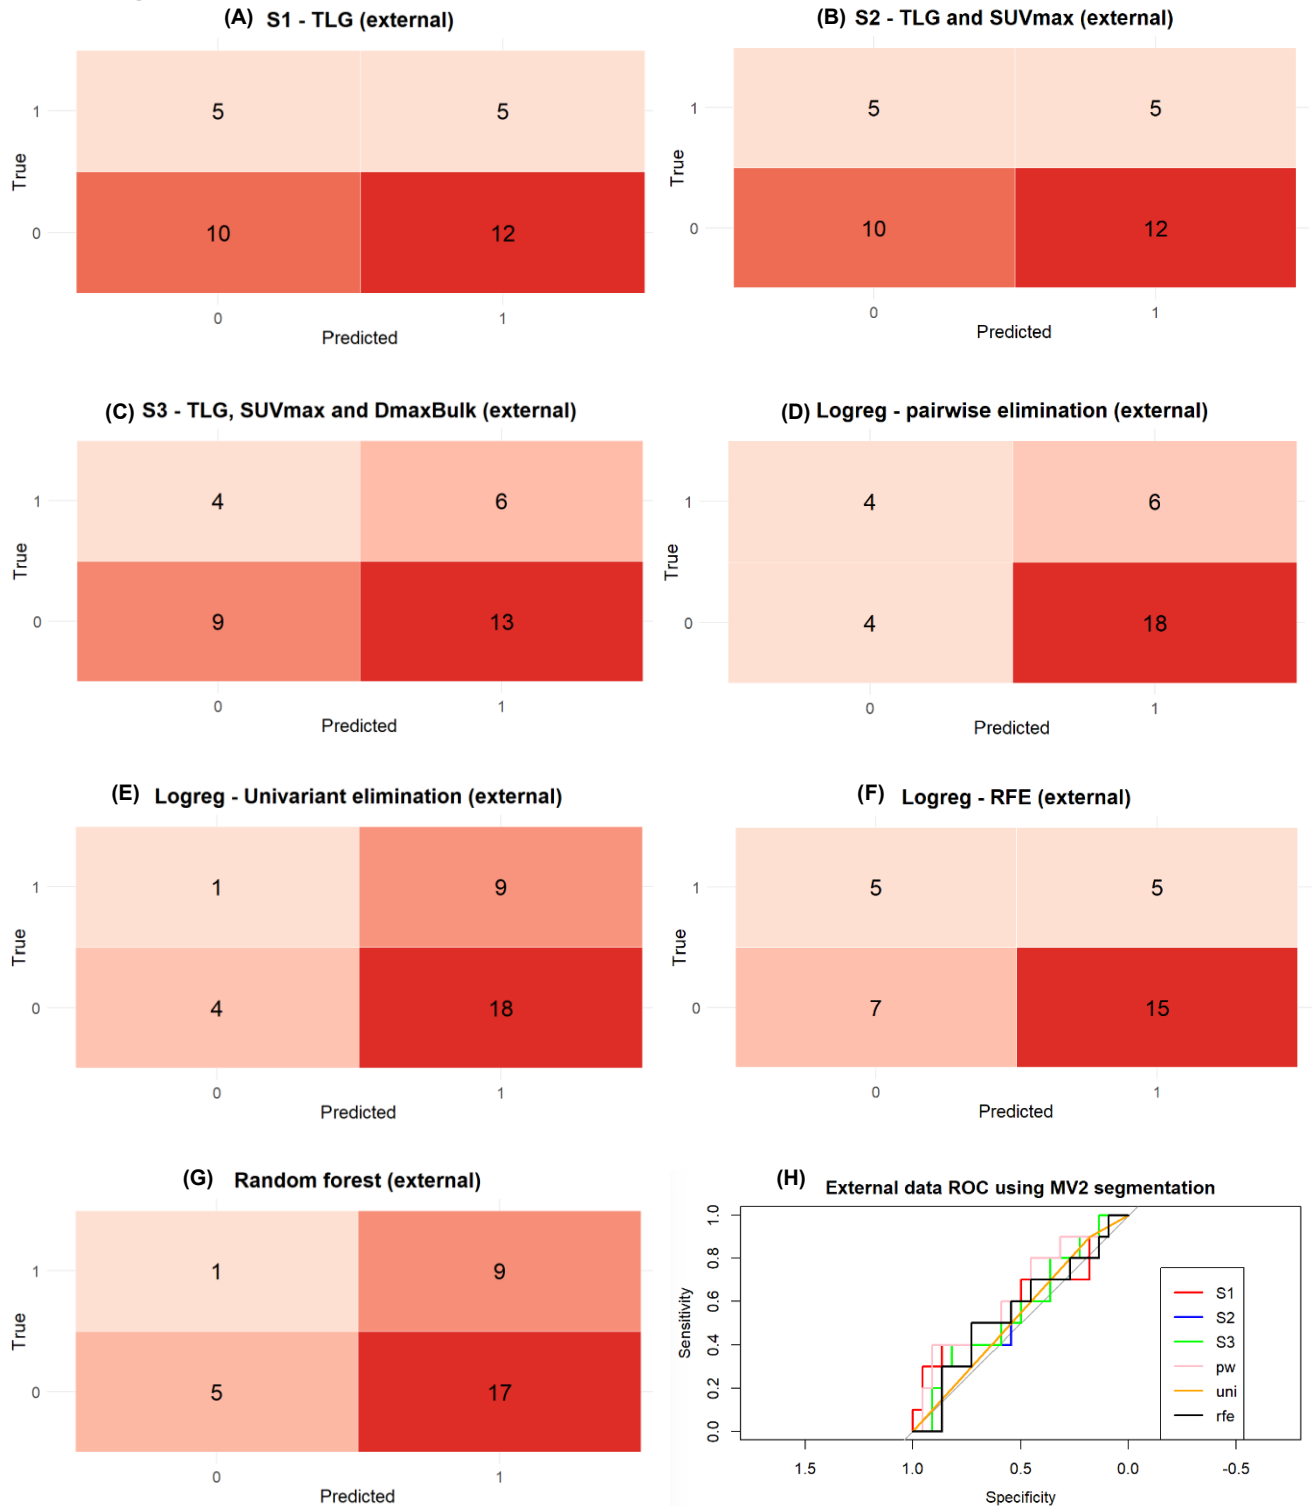 (A) S1 - TLG (external)
1
5
5
True
0
10
12
0
1
Predicted
(B) S2 - TLG and SUVmax (external)
1
5
5
True
0
10
12
0
1
Predicted
(C) S3 - TLG, SUVmax and DmaxBulk (external)
1
4
6
True
0
9
13
0
1
Predicted
(D) Logreg - pairwise elimination (external)
1
4
6
True
0
4
18
0
1
Predicted
(E) Logreg - Univariant elimination (external)
1
1
9
True
0
4
18
0
1
Predicted
(F) Logreg - RFE (external)
1
5
5
True
0
7
15
0
1
Predicted
(G) Random forest (external)
1
1
9
True
0
5
17
0
1
Predicted
(H) External data ROC using MV2 segmentation
Sensitivity
1.0
0.8
0.6
0.4
0.2
0.0
S1
S2
S3
pw
uni
rfe
1.5
1.0
0.5
0.0
-0.5
Specificity